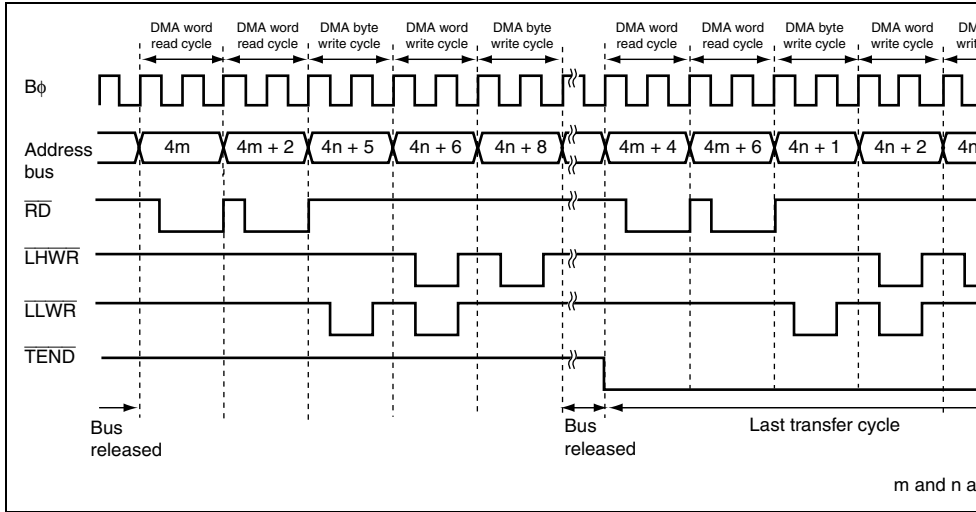 DMA word read cycle
DMA word read cycle
DMA byte write cycle
DMA word write cycle
DMA byte write cycle
DMA word read cycle
DMA word read cycle
DMA byte write cycle
DMA word write cycle
Bϕ
Address bus
4m
4m + 2
4n + 5
4n + 6
4n + 8
4m + 4
4m + 6
4n + 1
4n + 2
RD
LHWR
LLWR
TEND
Bus released
Bus released
Last transfer cycle
m and n a